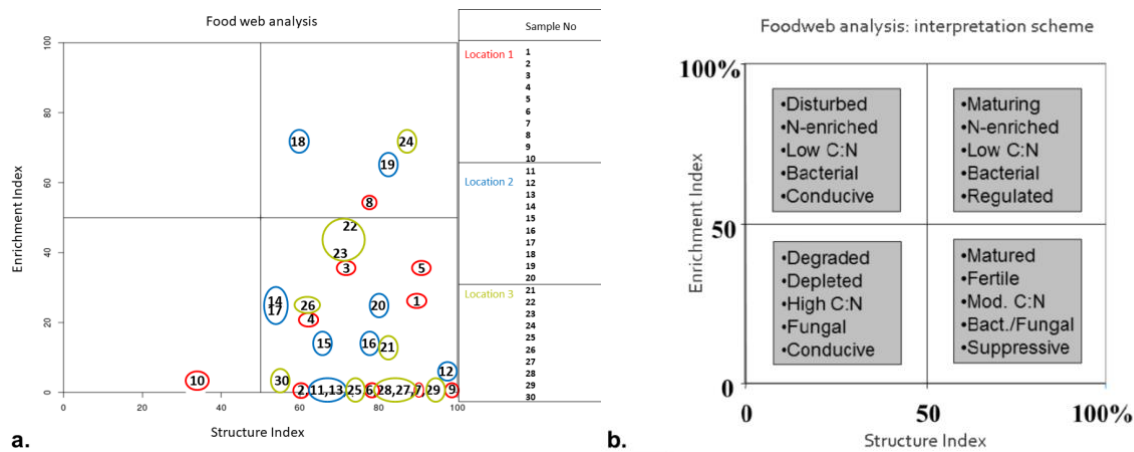 Food web analysis
Enrichment Index
100
80
60
40
20
0
18
24
19
8
22
23
3
5
14
17
26
4
20
1
15
16
21
12
10
30
2,11,13,25 6 28,27,7, 29 9
0 20 40 60 80 100
Structure Index
a.
Sample No
Location 1
1
2
3
4
5
6
7
8
9
10
Location 2
11
12
13
14
15
16
17
18
19
20
Location 3
21
22
23
24
25
26
27
28
29
30
Foodweb analysis: interpretation scheme
Enrichment Index
100%
50
0
•Disturbed
•N-enriched
•Low C:N
•Bacterial
•Conducive
•Maturing
•N-enriched
•Low C:N
•Bacterial
•Regulated
•Degraded
•Depleted
•High C:N
•Fungal
•Conducive
•Matured
•Fertile
•Mod. C:N
•Bact./Fungal
•Suppressive
0 50 100%
Structure Index
b.